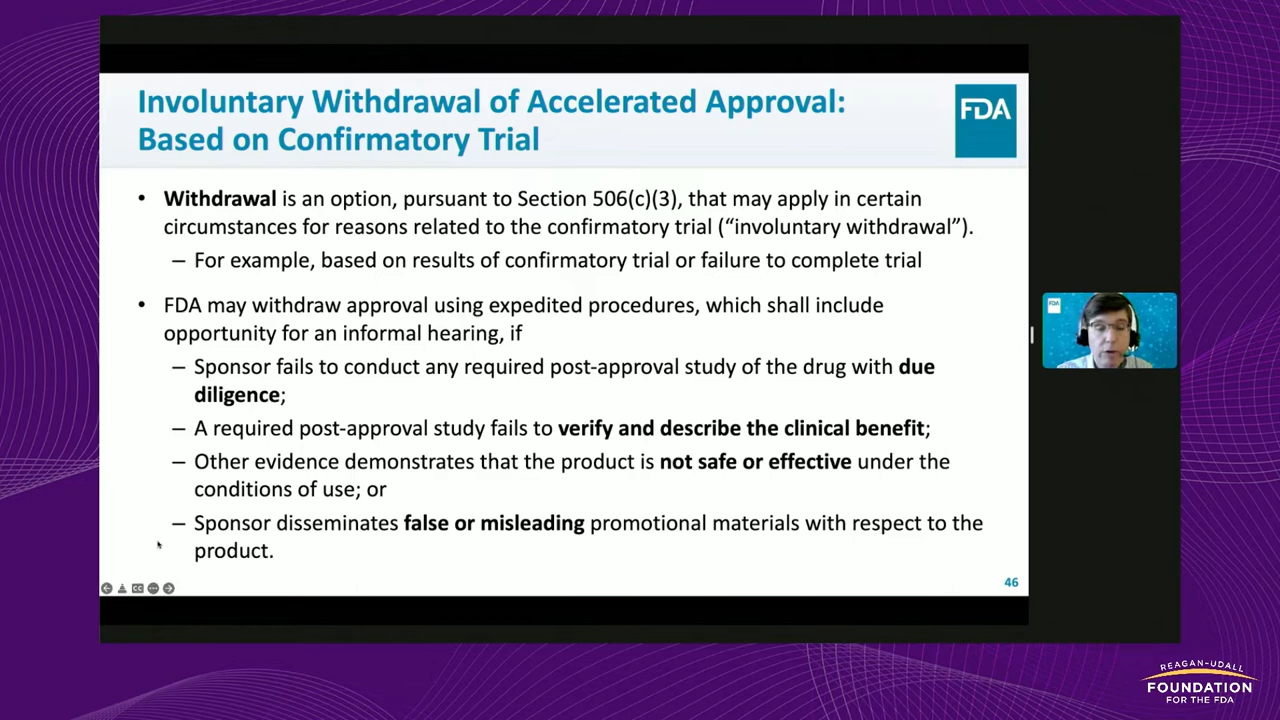 Involuntary Withdrawal of Accelerated Approval:
Based on Confirmatory Trial
FDA
• Withdrawal is an option, pursuant to Section 506(c)(3), that may apply in certain
circumstances for reasons related to the confirmatory trial (“involuntary withdrawal”).
– For example, based on results of confirmatory trial or failure to complete trial
• FDA may withdraw approval using expedited procedures, which shall include
opportunity for an informal hearing, if
– Sponsor fails to conduct any required post-approval study of the drug with due
diligence;
– A required post-approval study fails to verify and describe the clinical benefit;
– Other evidence demonstrates that the product is not safe or effective under the
conditions of use; or
– Sponsor disseminates false or misleading promotional materials with respect to the
product.
46
FDA
CC
REAGAN-UDALL
FOUNDATION
FOR THE FDA